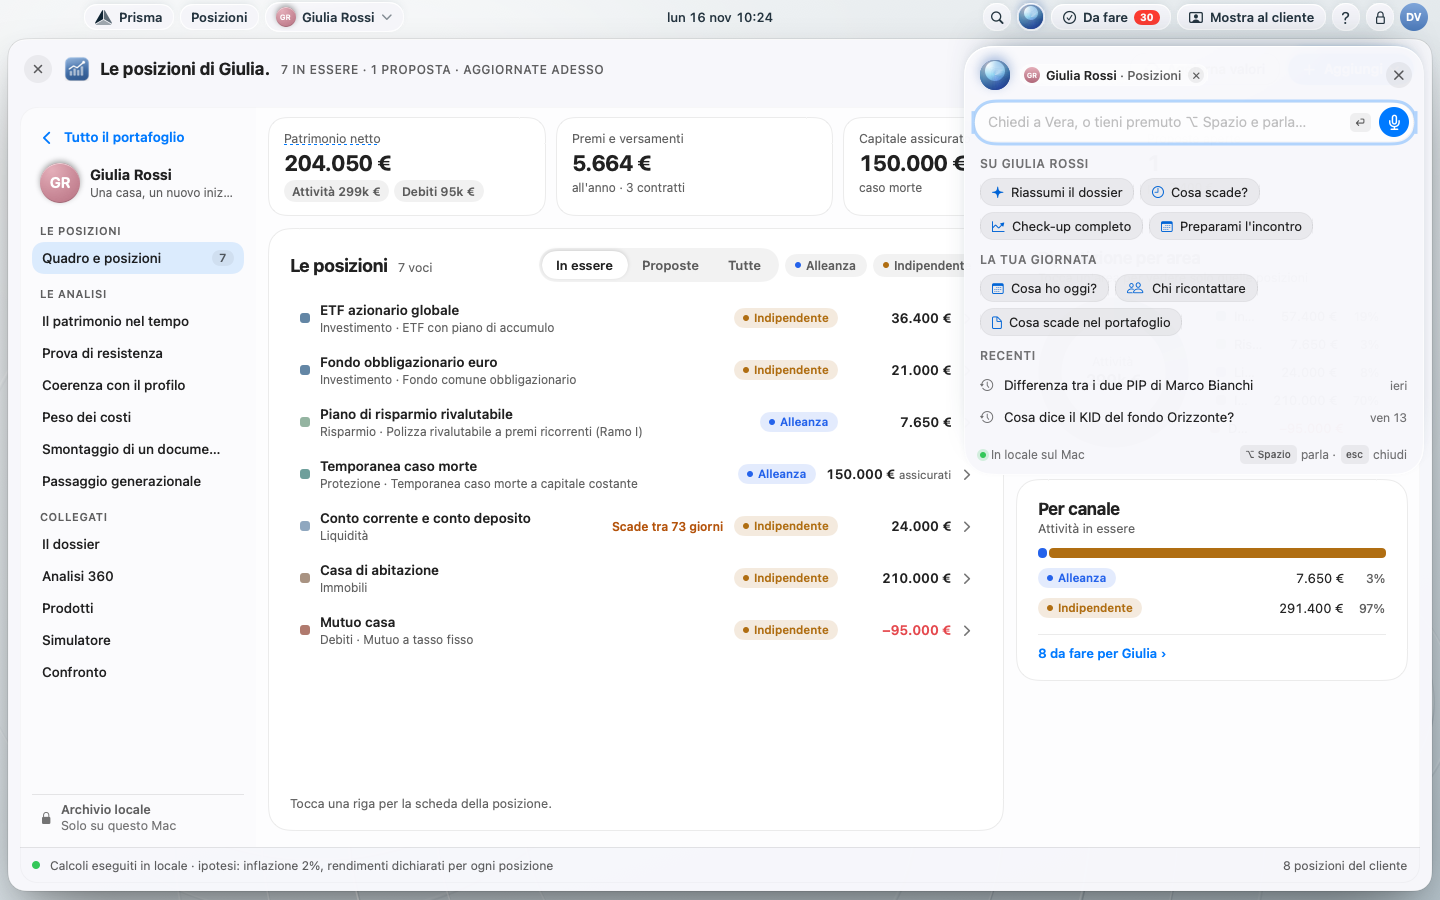 Prisma
Posizioni
GR Giulia Rossi
lun 16 nov 10:24
Da fare 30
Mostra al cliente
?
DV
Le posizioni di Giulia.
7 IN ESSERE · 1 PROPOSTA · AGGIORNATE ADESSO
Tutto il portafoglio
GR
Giulia Rossi
Una casa, un nuovo iniz...
LE POSIZIONI
Quadro e posizioni 7
LE ANALISI
Il patrimonio nel tempo
Prova di resistenza
Coerenza con il profilo
Peso dei costi
Smontaggio di un docume...
Passaggio generazionale
COLLEGATI
Il dossier
Analisi 360
Prodotti
Simulatore
Confronto
Archivio locale
Solo su questo Mac
Patrimonio netto
204.050 €
Attività 299k € Debiti 95k €
Premi e versamenti
5.664 €
all'anno · 3 contratti
Capitale assicurat
150.000 €
caso morte
Le posizioni 7 voci
In essere Proposte Tutte
Alleanza Indipendent
ETF azionario globale
Investimento · ETF con piano di accumulo
Indipendente 36.400 €
Fondo obbligazionario euro
Investimento · Fondo comune obbligazionario
Indipendente 21.000 €
Piano di risparmio rivalutabile
Risparmio · Polizza rivalutabile a premi ricorrenti (Ramo I)
Alleanza 7.650 €
Temporanea caso morte
Protezione · Temporanea caso morte a capitale costante
Alleanza 150.000 € assicurati
Conto corrente e conto deposito
Liquidità
Scade tra 73 giorni Indipendente 24.000 €
Casa di abitazione
Immobili
Indipendente 210.000 €
Mutuo casa
Debiti · Mutuo a tasso fisso
Indipendente −95.000 €
Tocca una riga per la scheda della posizione.
GR Giulia Rossi · Posizioni
Chiedi a Vera, o tieni premuto ⌥ Spazio e parla...
SU GIULIA ROSSI
Riassumi il dossier
Cosa scade?
Check-up completo
Preparami l'incontro
LA TUA GIORNATA
Cosa ho oggi?
Chi ricontattare
Cosa scade nel portafoglio
RECENTI
Differenza tra i due PIP di Marco Bianchi ieri
Cosa dice il KID del fondo Orizzonte? ven 13
In locale sul Mac
⌥ Spazio parla · esc chiudi
Per canale
Attività in essere
Alleanza 7.650 € 3%
Indipendente 291.400 € 97%
8 da fare per Giulia ›
Calcoli eseguiti in locale · ipotesi: inflazione 2%, rendimenti dichiarati per ogni posizione
8 posizioni del cliente